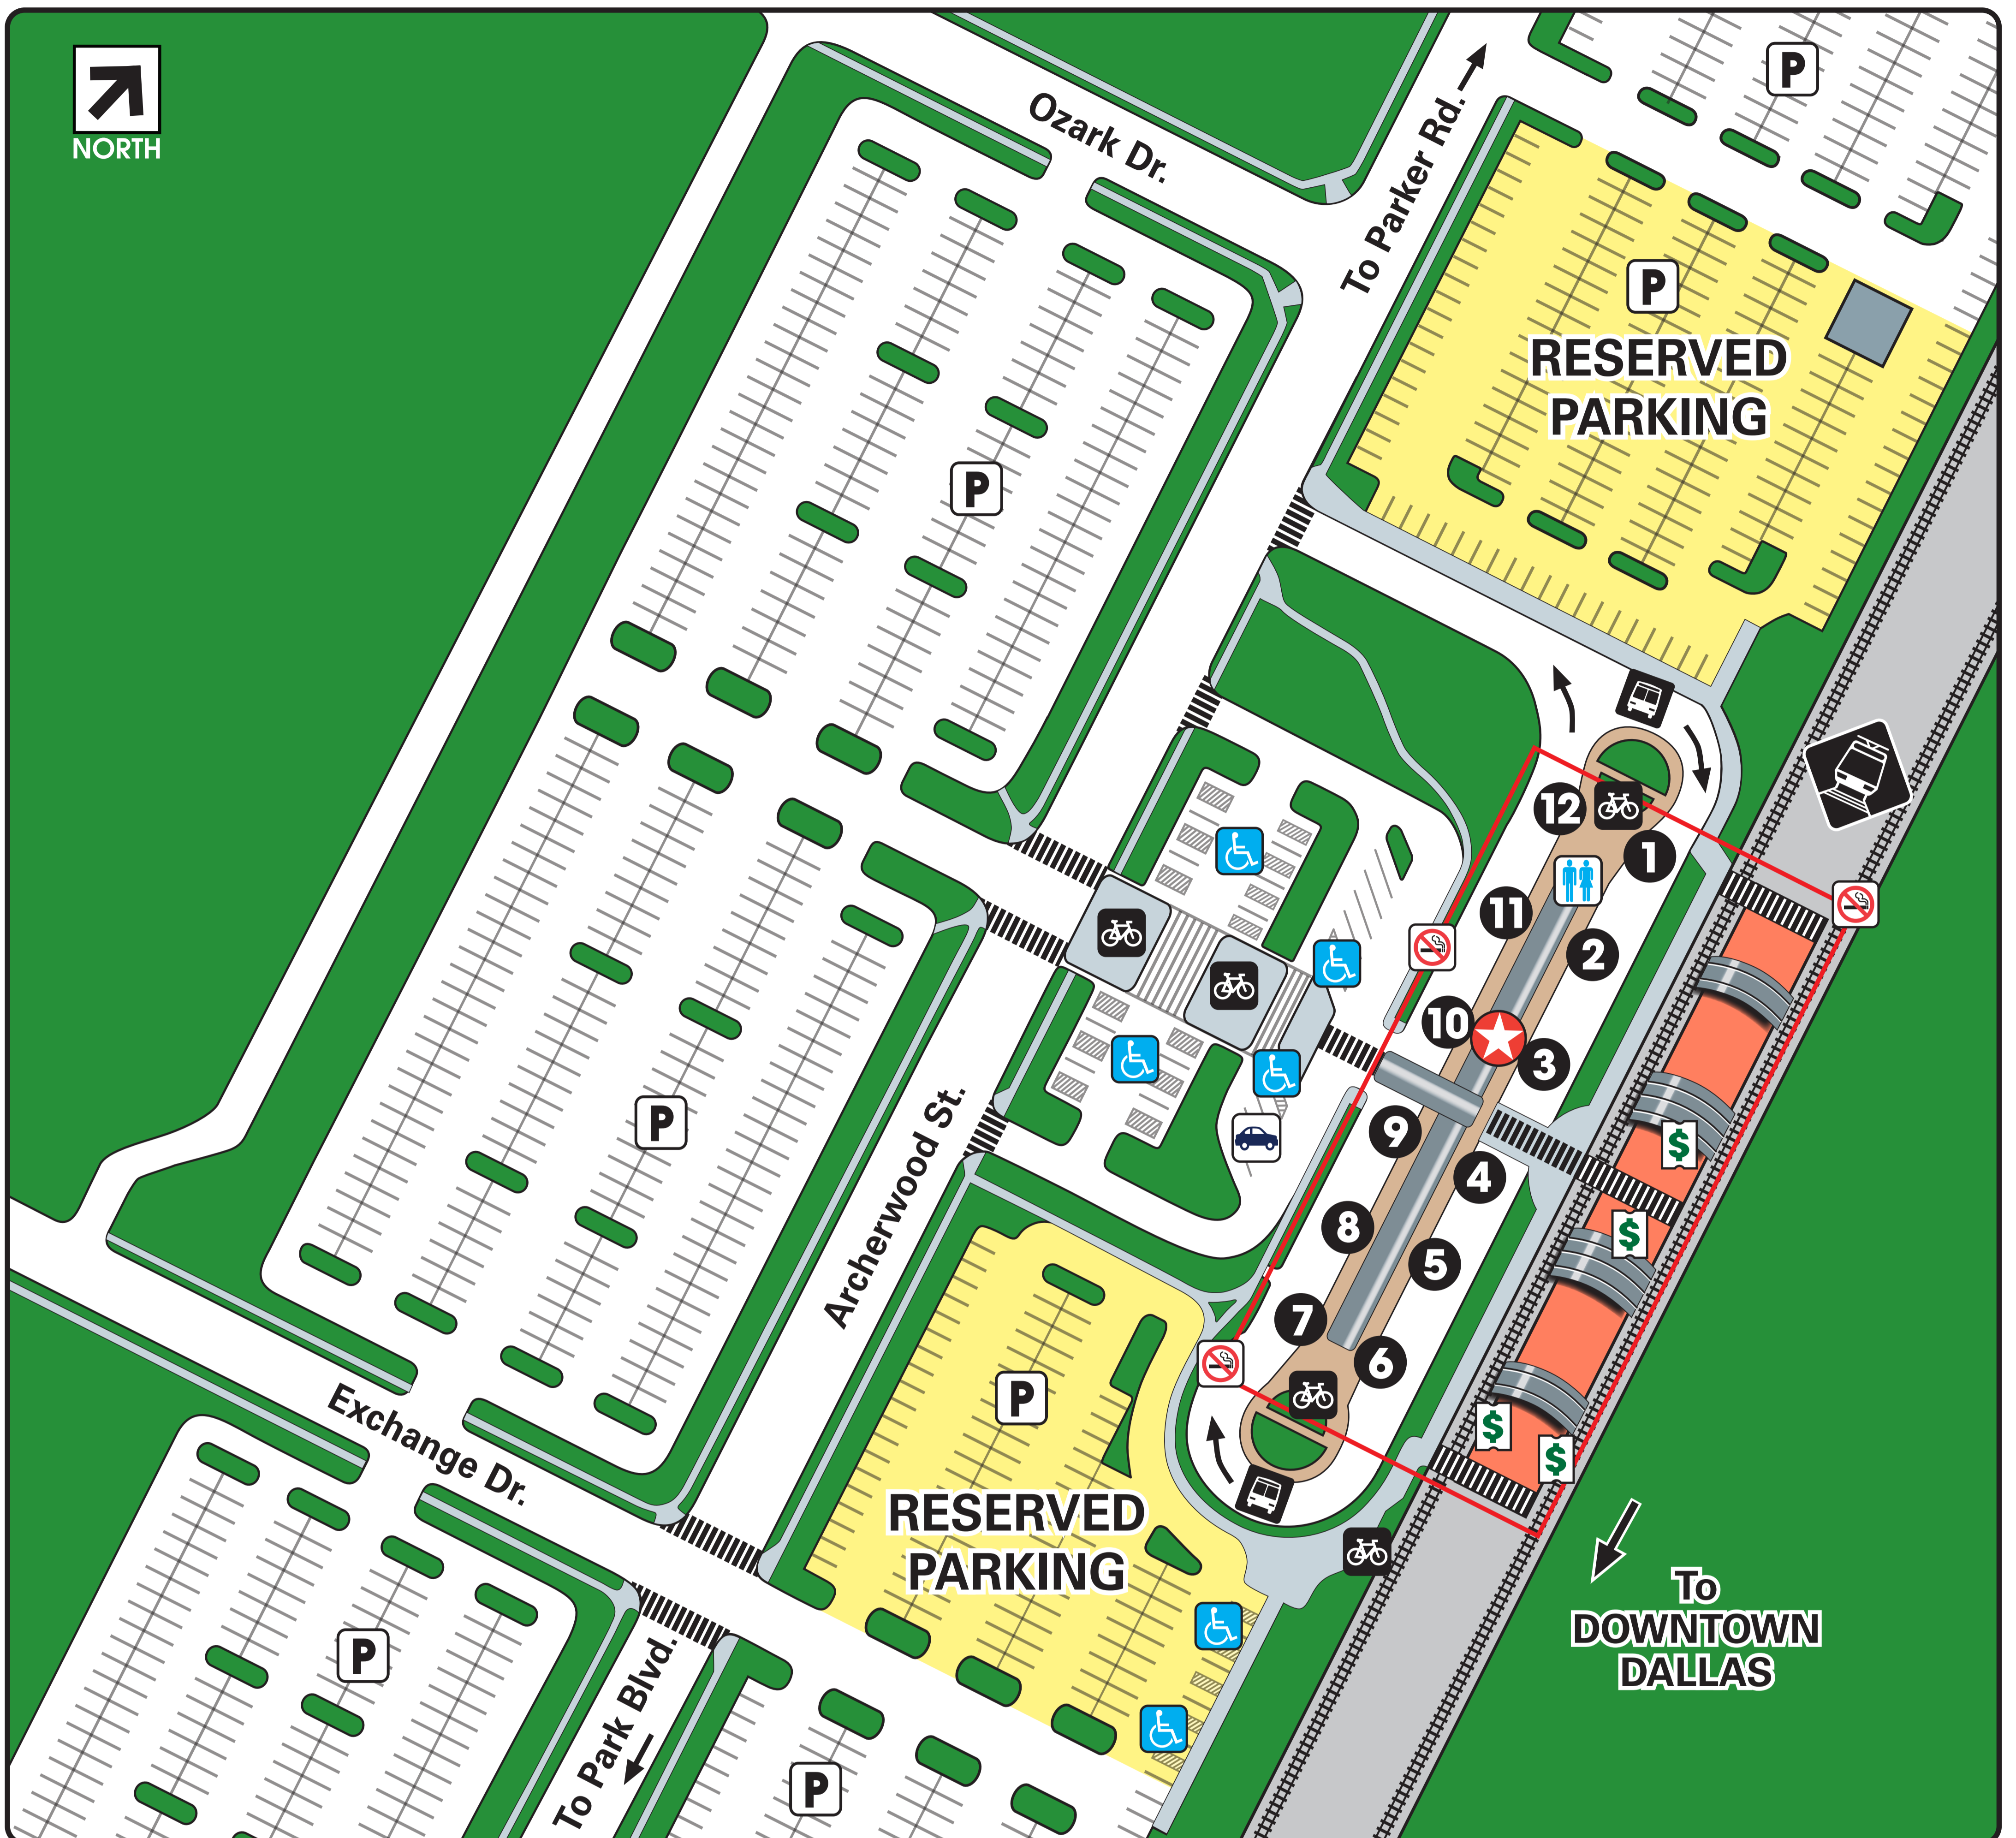 NORTH
Ozark Dr.
To Parker Rd.
P
P
RESERVED
PARKING
P
12
1
11
2
10
3
9
4
8
5
7
6
$
$
$
$
P
Archerwood St.
P
RESERVED
PARKING
Exchange Dr.
P
To Park Blvd.
P
To
DOWNTOWN
DALLAS